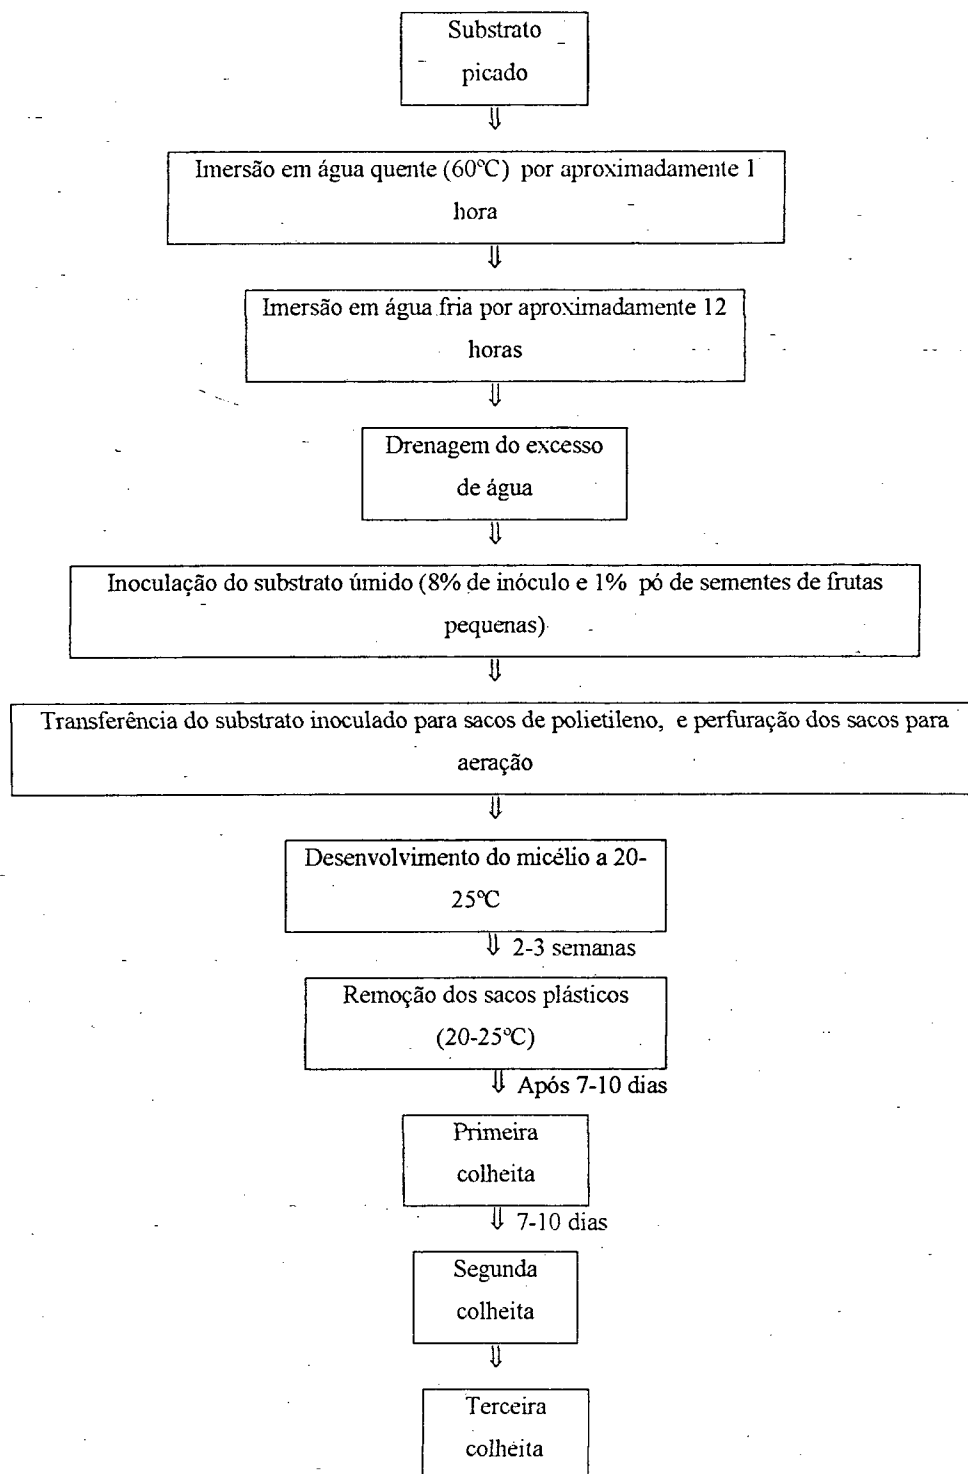 Substrato
picado
⇓
Imersão em água quente (60ºC) por aproximadamente 1
hora
⇓
Imersão em água fria por aproximadamente 12
horas
⇓
Drenagem do excesso
de água
⇓
Inoculação do substrato úmido (8% de inóculo e 1% pó de sementes de frutas
pequenas)
⇓
Transferência do substrato inoculado para sacos de polietileno, e perfuração dos sacos para
aeração
⇓
Desenvolvimento do micélio a 20-
25ºC
⇓ 2-3 semanas
Remoção dos sacos plásticos
(20-25ºC)
⇓ Após 7-10 dias
Primeira
colheita
⇓ 7-10 dias
Segunda
colheita
⇓
Terceira
colheita